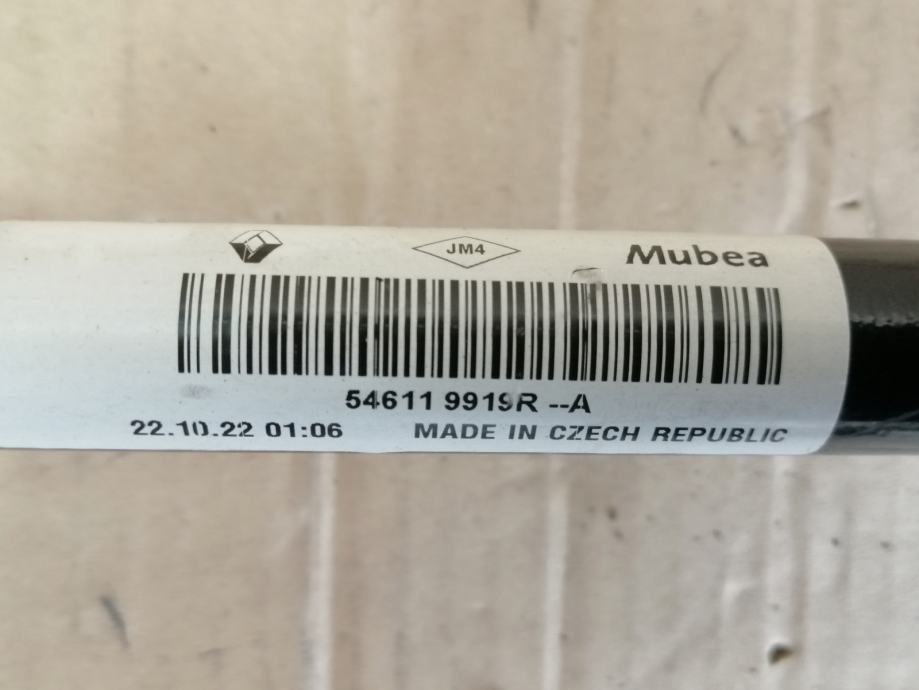 JM4 Mubea
54611 9919R --A
22.10.22 01:06 MADE IN CZECH REPUBLIC